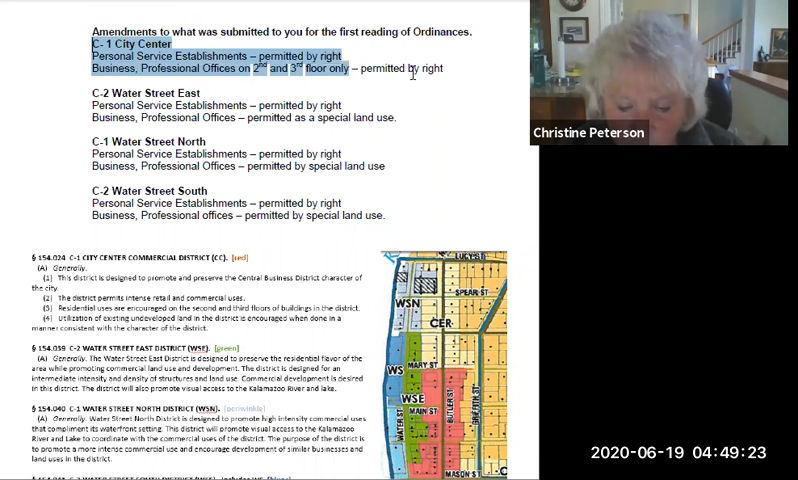 Amendments to what was submitted to you for the first reading of Ordinances.
C- 1 City Center
Personal Service Establishments – permitted by right
Business, Professional Offices on 2nd and 3rd floor only – permitted by right
C-2 Water Street East
Personal Service Establishments – permitted by right
Business, Professional Offices – permitted as a special land use.
C-1 Water Street North
Personal Service Establishments – permitted by right
Business, Professional Offices – permitted by special land use
C-2 Water Street South
Personal Service Establishments – permitted by right
Business, Professional offices – permitted by special land use.
§ 154.024 C-1 CITY CENTER COMMERCIAL DISTRICT (CC). [red]
(A) Generally.
(1) This district is designed to promote and preserve the Central Business District character of
the city.
(2) The district permits intense retail and commercial uses.
(3) Residential uses are encouraged on the second and third floors of buildings in the district.
(4) Utilization of existing undeveloped land in the district is encouraged when done in a
manner consistent with the character of the district.
§ 154.039 C-2 WATER STREET EAST DISTRICT (WSE). [green]
(A) Generally. The Water Street East District is designed to preserve the residential flavor of the
area while promoting commercial land use and development. The district is designed for an
intermediate intensity and density of structures and land use. Commercial development is desired
in this district. The district will also promote visual access to the Kalamazoo River and lake.
§ 154.040 C-1 WATER STREET NORTH DISTRICT (WSN). [periwinkle]
(A) Generally. Water Street North District is designed to promote high intensity commercial uses
that compliment its waterfront setting. This district will promote visual access to the Kalamazoo
River and Lake to coordinate with the commercial uses of the district. The purpose of the district is
to promote a more intense commercial use and encourage development of similar businesses and
land uses in the district.
LUCY ST
SPEAR ST
WSN
CER
MARY ST
WS
WSE
MAIN ST
WATER ST
BUTLER ST
GRIFFITH ST
MASON ST
C
Christine Peterson
2020-06-19 04:49:23